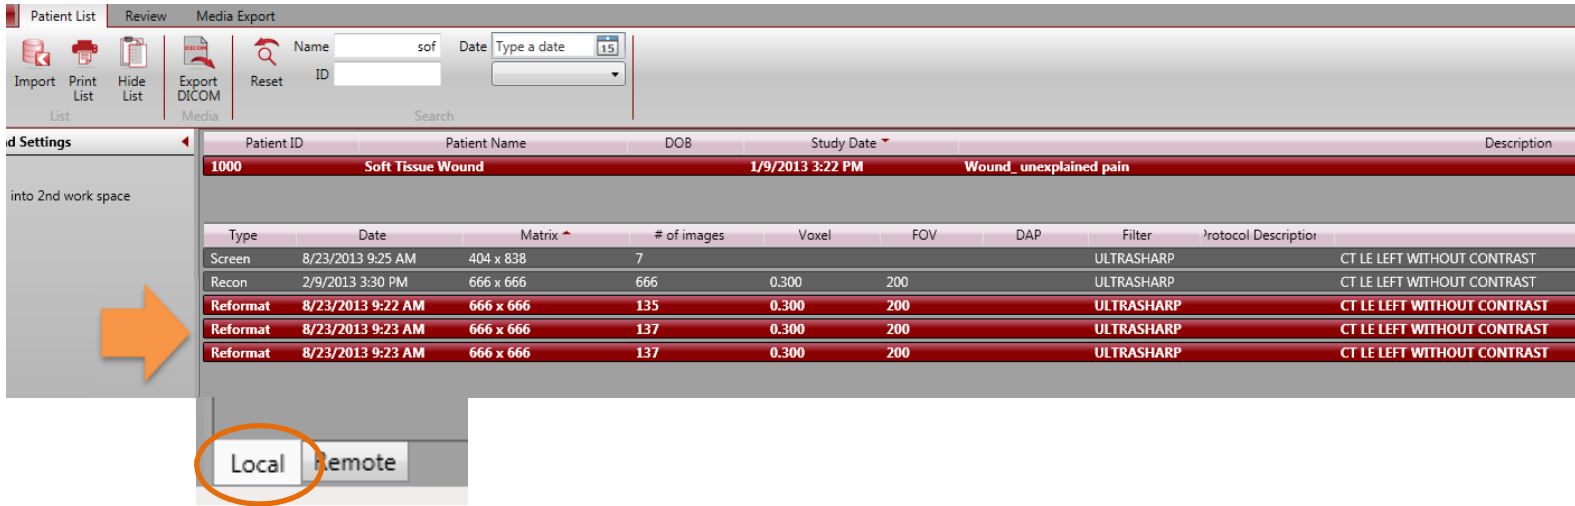 Patient List Review Media Export
Name sof Date Type a date 15
ID
Import Print List Hide List Export DICOM Reset
List Media Search
nd Settings
into 2nd work space
Patient ID Patient Name DOB Study Date Description
1000 Soft Tissue Wound 1/9/2013 3:22 PM Wound_ unexplained pain
Type Date Matrix # of images Voxel FOV DAP Filter Protocol Description
Screen 8/23/2013 9:25 AM 404 x 838 7 ULTRASHARP CT LE LEFT WITHOUT CONTRAST
Recon 2/9/2013 3:30 PM 666 x 666 666 0.300 200 ULTRASHARP CT LE LEFT WITHOUT CONTRAST
Reformat 8/23/2013 9:22 AM 666 x 666 135 0.300 200 ULTRASHARP CT LE LEFT WITHOUT CONTRAST
Reformat 8/23/2013 9:23 AM 666 x 666 137 0.300 200 ULTRASHARP CT LE LEFT WITHOUT CONTRAST
Reformat 8/23/2013 9:23 AM 666 x 666 137 0.300 200 ULTRASHARP CT LE LEFT WITHOUT CONTRAST
Local Remote